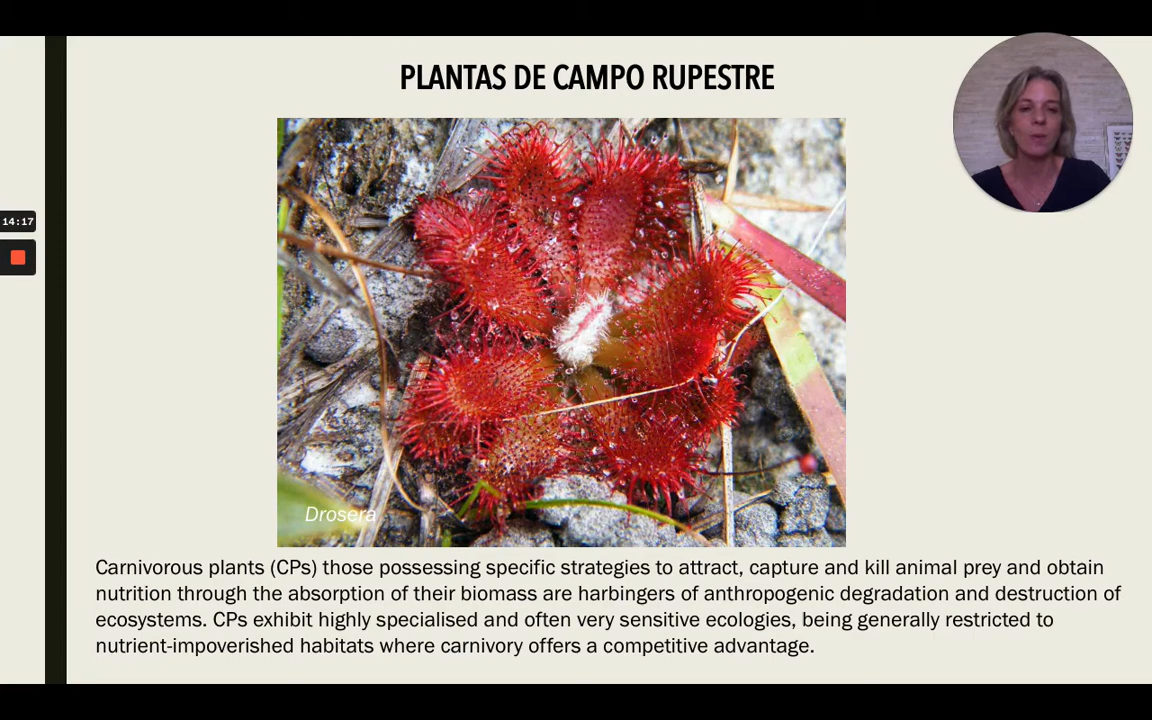 PLANTAS DE CAMPO RUPESTRE
14:17
Drosera
Carnivorous plants (CPs) those possessing specific strategies to attract, capture and kill animal prey and obtain
nutrition through the absorption of their biomass are harbingers of anthropogenic degradation and destruction of
ecosystems. CPs exhibit highly specialised and often very sensitive ecologies, being generally restricted to
nutrient-impoverished habitats where carnivory offers a competitive advantage.